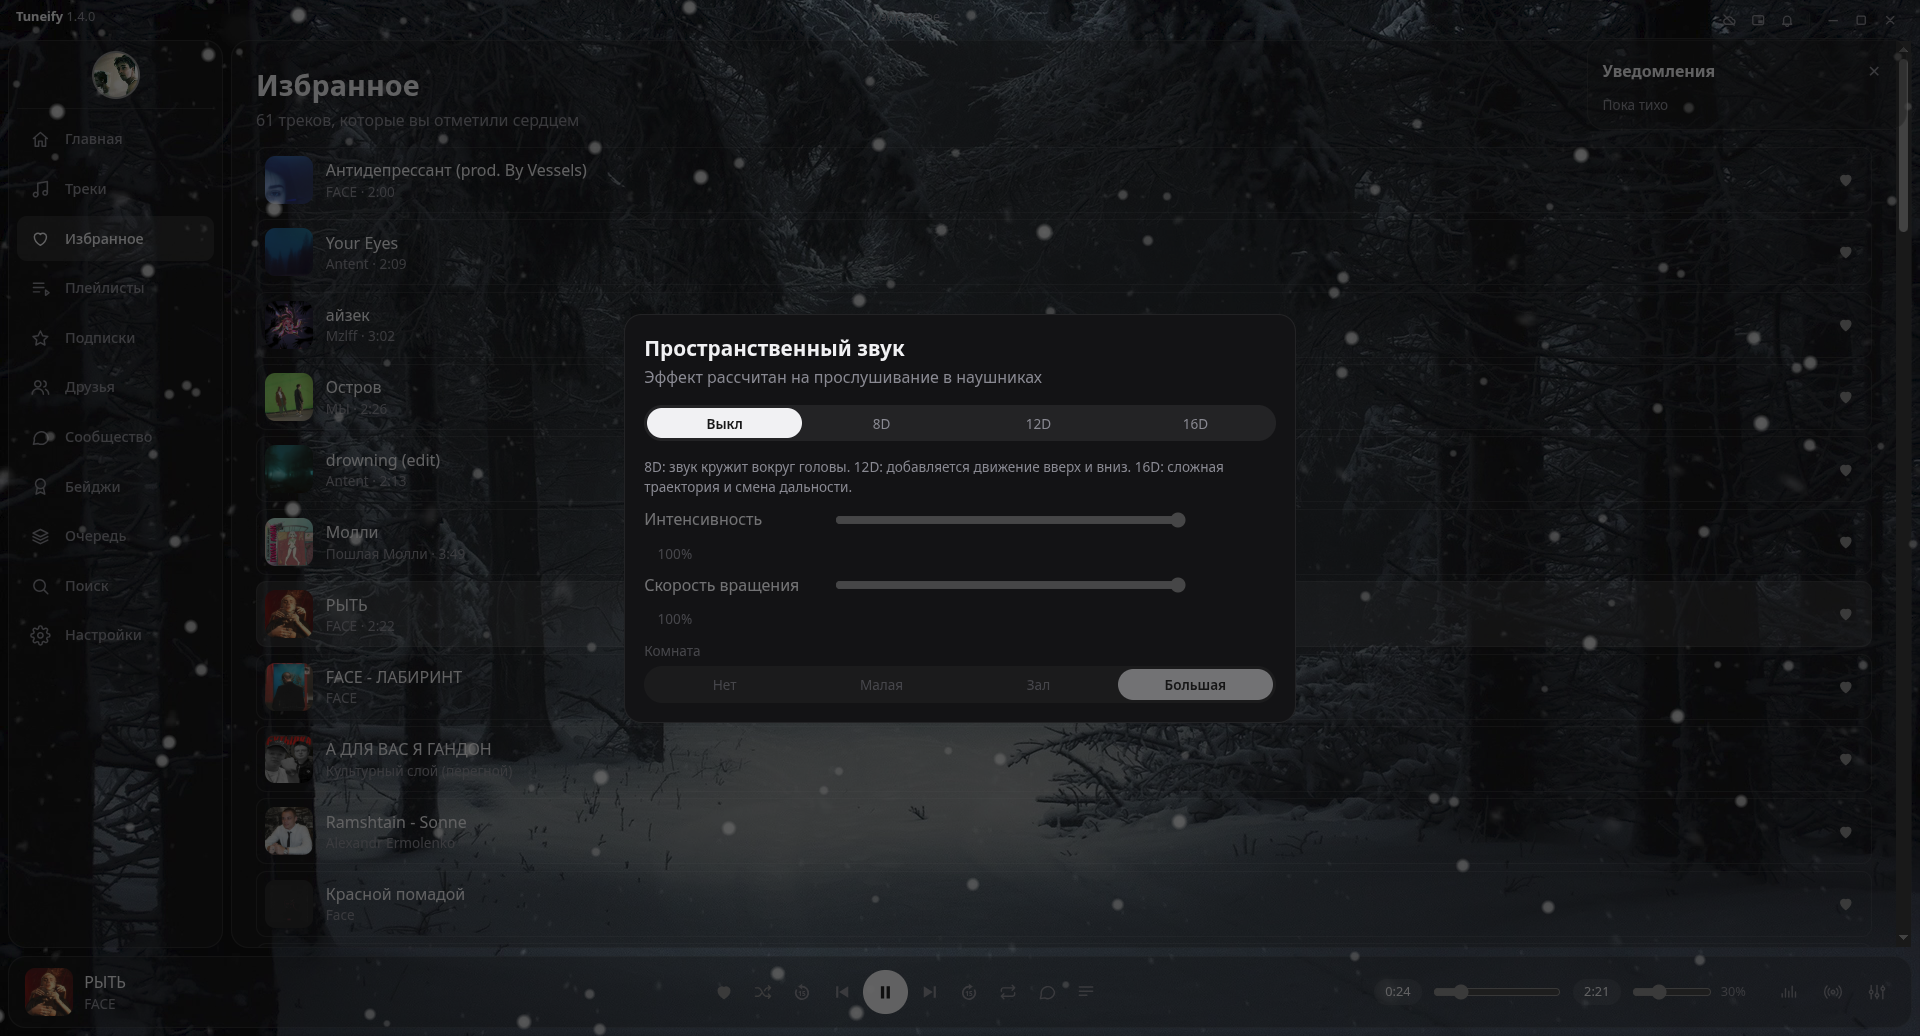 Tuneify 1.4.0
Главная
Треки
Избранное
Плейлисты
Подписки
Друзья
Сообщество
Бейджи
Очередь
Поиск
Настройки
Избранное
61 треков, которые вы отметили сердцем
Антидепрессант (prod. By Vessels)
FACE · 2:00
Your Eyes
Antent · 2:09
айзек
Mzlff · 3:02
Остров
МЫ · 2:26
drowning (edit)
Antent · 2:13
Молли
Пошлая Молли · 3:49
РЫТЬ
FACE · 2:22
FACE - ЛАБИРИНТ
FACE
А ДЛЯ ВАС Я ГАНДОН
Культурный слой (перегной)
Ramshtain - Sonne
Alexandr Ermolenko
Красной помадой
Face
Уведомления
Пока тихо
Пространственный звук
Эффект рассчитан на прослушивание в наушниках
Выкл 8D 12D 16D
8D: звук кружит вокруг головы. 12D: добавляется движение вверх и вниз. 16D: сложная
траектория и смена дальности.
Интенсивность
100%
Скорость вращения
100%
Комната
Нет Малая Зал Большая
РЫТЬ
FACE
15
15
0:24
2:21
30%